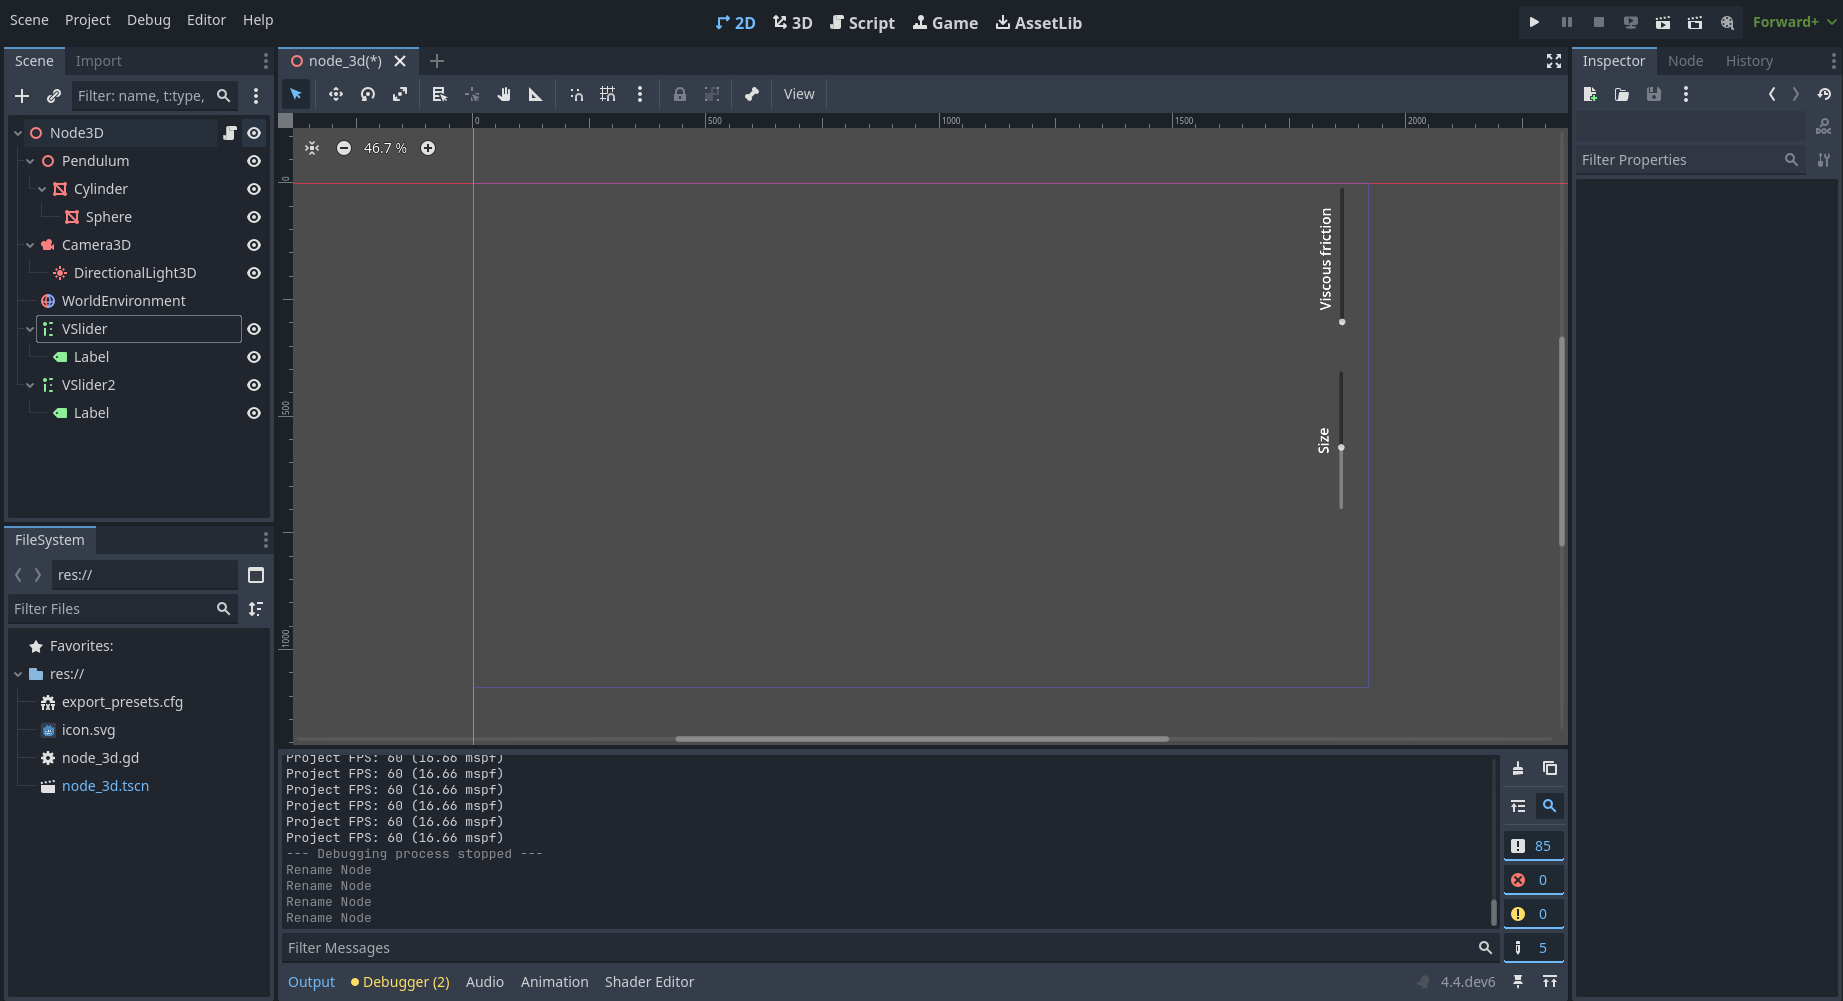 Scene Project Debug Editor Help
2D 3D Script Game AssetLib
Forward+
Scene Import
Filter: name, t:type,
Node3D
Pendulum
Cylinder
Sphere
Camera3D
DirectionalLight3D
WorldEnvironment
VSlider
Label
VSlider2
Label
FileSystem
res://
Filter Files
Favorites:
res://
export_presets.cfg
icon.svg
node_3d.gd
node_3d.tscn
node_3d(*)
View
0 500 1000 1500 2000
46.7 %
0
500
1000
Viscous friction
Size
Project FPS: 60 (16.66 mspf)
Project FPS: 60 (16.66 mspf)
Project FPS: 60 (16.66 mspf)
Project FPS: 60 (16.66 mspf)
Project FPS: 60 (16.66 mspf)
Project FPS: 60 (16.66 mspf)
--- Debugging process stopped ---
Rename Node
Rename Node
Rename Node
Rename Node
Filter Messages
85
0
0
5
Output Debugger (2) Audio Animation Shader Editor
4.4.dev6
Inspector Node History
DOC
Filter Properties